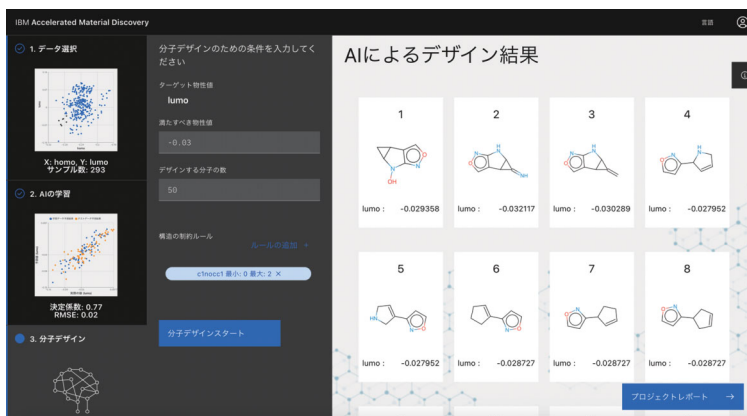 IBM Accelerated Material Discovery
言語
1. データ選択
X: homo, Y: lumo
サンプル数: 293
2. AIの学習
決定係数: 0.77
RMSE: 0.02
3. 分子デザイン
分子デザインのための条件を入力してく
ださい
ターゲット物性値
lumo
満たすべき物性値
-0.03
デザインする分子の数
50
構造の制約ルール
ルールの追加 +
c1nocc1 最小: 0 最大: 2 ×
分子デザインスタート
AIによるデザイン結果
1
N
O
N
OH
lumo : -0.029358
2
H
N
N
O
NH
lumo : -0.032117
3
H
N
N
O
lumo : -0.030289
4
O
N
H
N
lumo : -0.027952
5
HN
N
O
lumo : -0.027952
6
N
O
lumo : -0.028727
7
O
N
lumo : -0.028727
8
N
O
lumo : -0.028727
プロジェクトレポート →